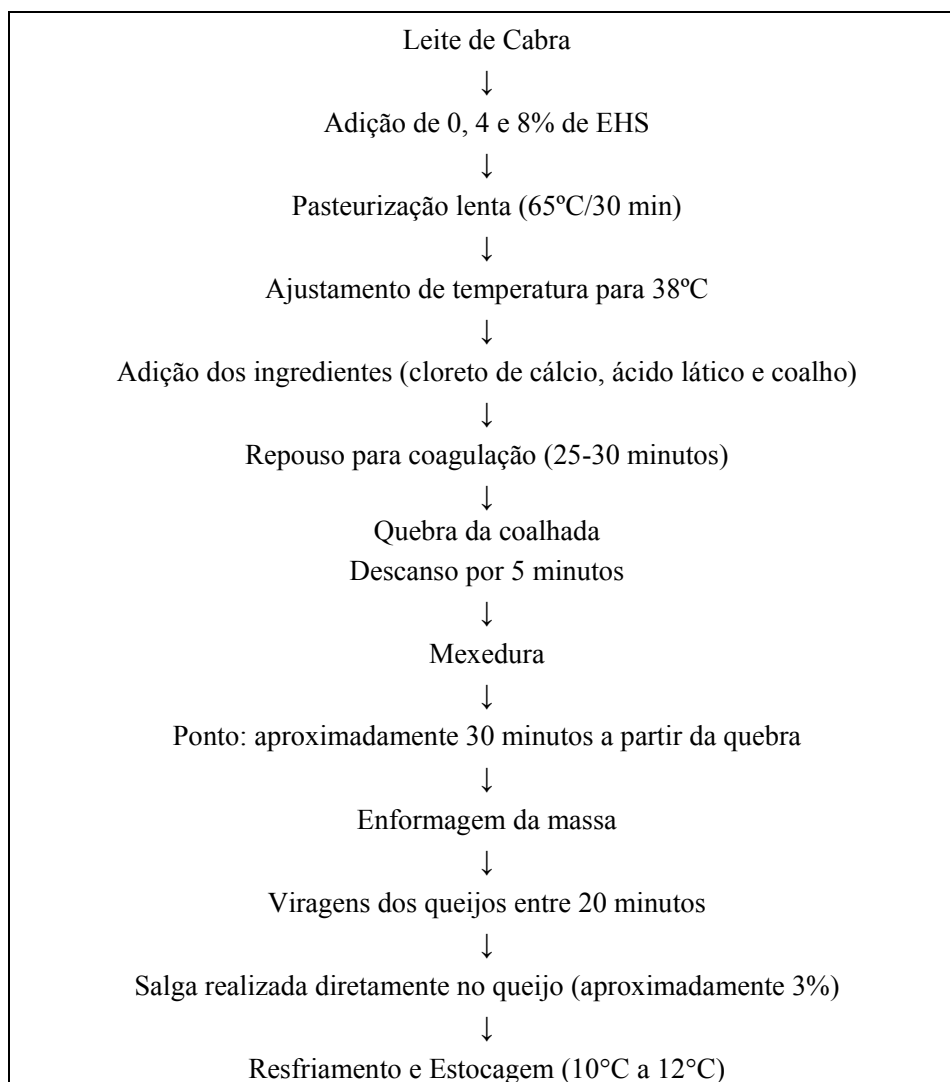 Leite de Cabra
↓
Adição de 0, 4 e 8% de EHS
↓
Pasteurização lenta (65ºC/30 min)
↓
Ajustamento de temperatura para 38ºC
↓
Adição dos ingredientes (cloreto de cálcio, ácido lático e coalho)
↓
Repouso para coagulação (25-30 minutos)
↓
Quebra da coalhada
Descanso por 5 minutos
↓
Mexedura
↓
Ponto: aproximadamente 30 minutos a partir da quebra
↓
Enformagem da massa
↓
Viragens dos queijos entre 20 minutos
↓
Salga realizada diretamente no queijo (aproximadamente 3%)
↓
Resfriamento e Estocagem (10°C a 12°C)